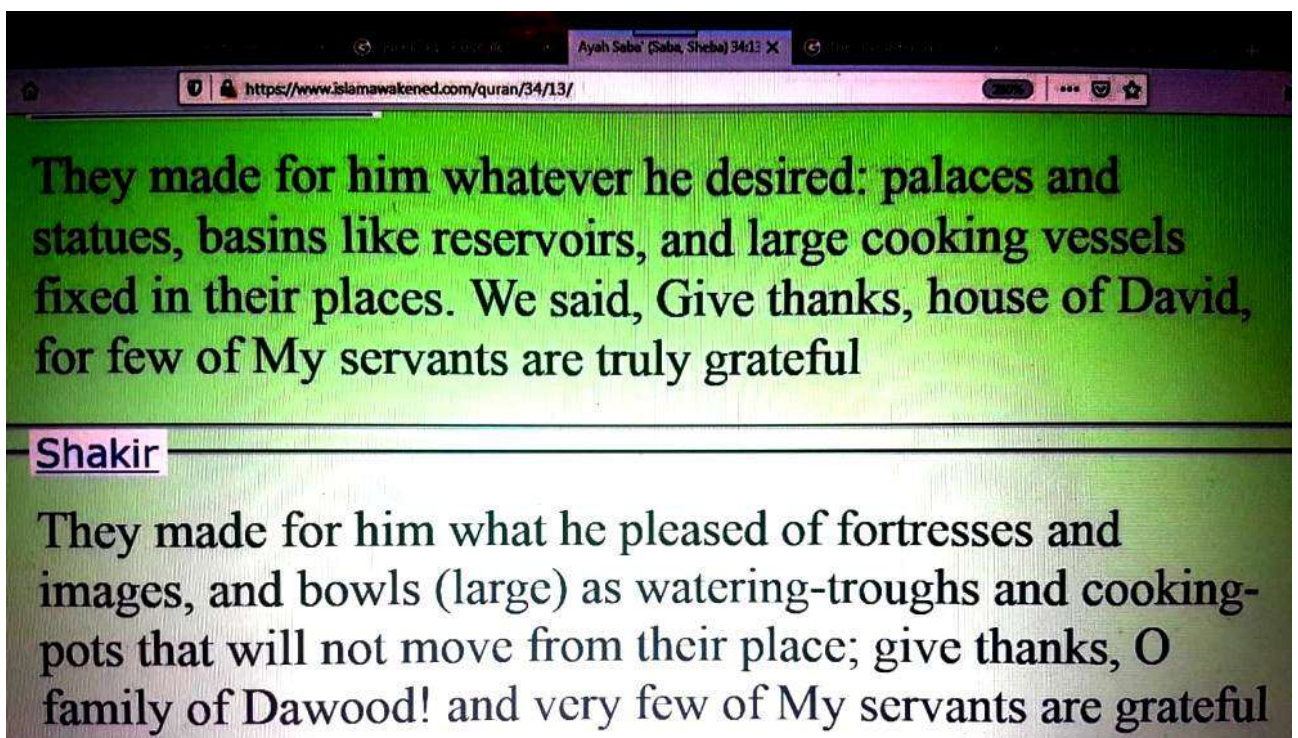 Ayah Saba' (Saba, Sheba) 34:13
https://www.islamawakened.com/quran/34/13/
They made for him whatever he desired: palaces and
statues, basins like reservoirs, and large cooking vessels
fixed in their places. We said, Give thanks, house of David,
for few of My servants are truly grateful
Shakir
They made for him what he pleased of fortresses and
images, and bowls (large) as watering-troughs and cooking-
pots that will not move from their place; give thanks, O
family of Dawood! and very few of My servants are grateful